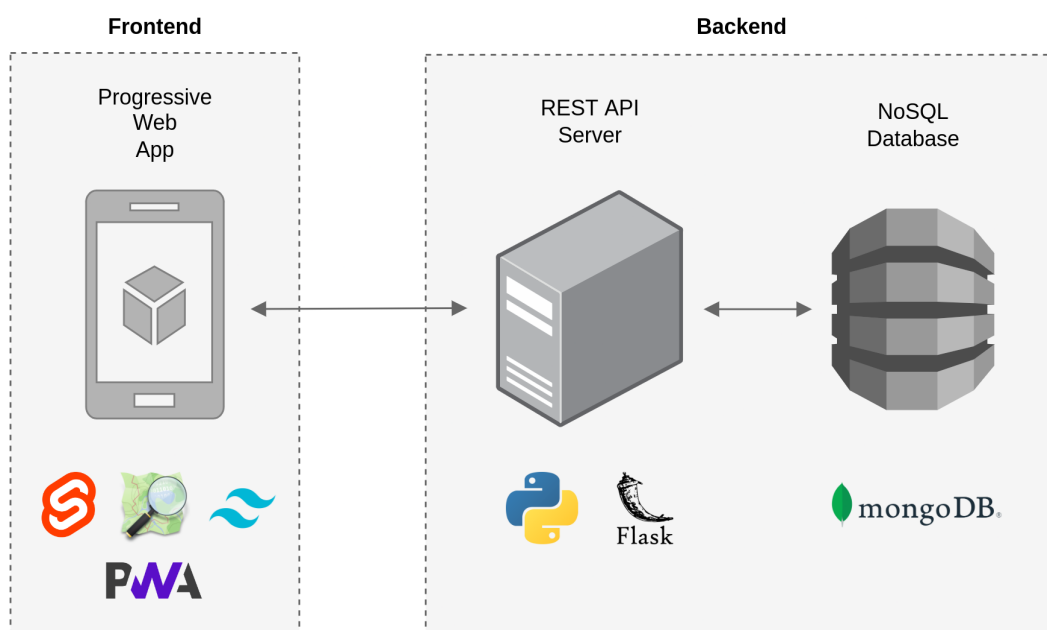 Frontend
Backend
Progressive
Web
App
REST API
Server
NoSQL
Database
PWA
Flask
mongoDB®